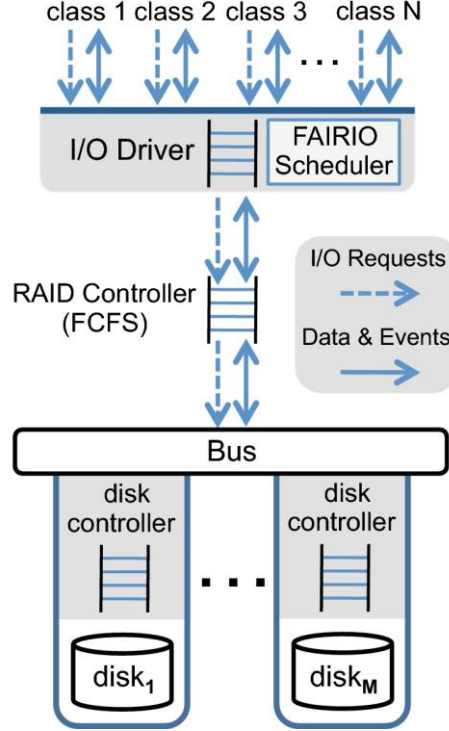 class 1 class 2 class 3 class N
...
I/O Driver
FAIRIO
Scheduler
I/O Requests
RAID Controller
(FCFS)
Data & Events
Bus
disk
controller
disk
controller
...
disk1
diskM